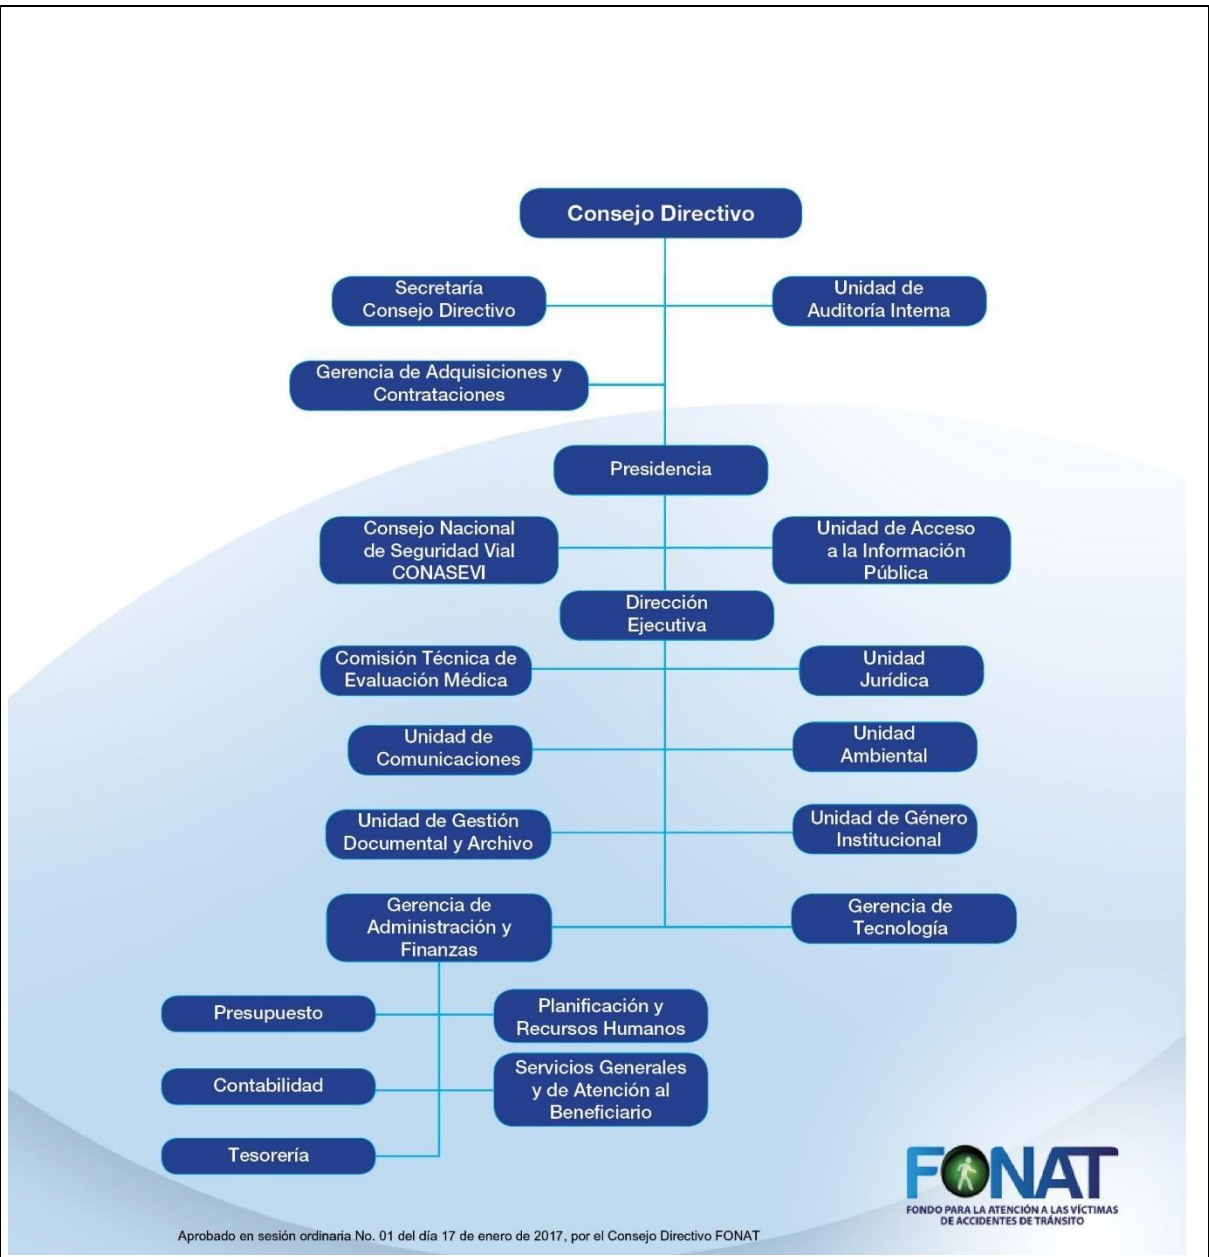 Consejo Directivo
Secretaría
Consejo Directivo
Unidad de
Auditoría Interna
Gerencia de Adquisiciones y
Contrataciones
Presidencia
Consejo Nacional
de Seguridad Vial
CONASEVI
Unidad de Acceso
a la Información
Pública
Dirección
Ejecutiva
Comisión Técnica de
Evaluación Médica
Unidad
Jurídica
Unidad de
Comunicaciones
Unidad
Ambiental
Unidad de Gestión
Documental y Archivo
Unidad de Género
Institucional
Gerencia de
Administración y
Finanzas
Gerencia de
Tecnología
Presupuesto
Planificación y
Recursos Humanos
Contabilidad
Servicios Generales
y de Atención al
Beneficiario
Tesorería
FONAT
FONDO PARA LA ATENCIÓN A LAS VÍCTIMAS
DE ACCIDENTES DE TRÁNSITO
Aprobado en sesión ordinaria No. 01 del día 17 de enero de 2017, por el Consejo Directivo FONAT